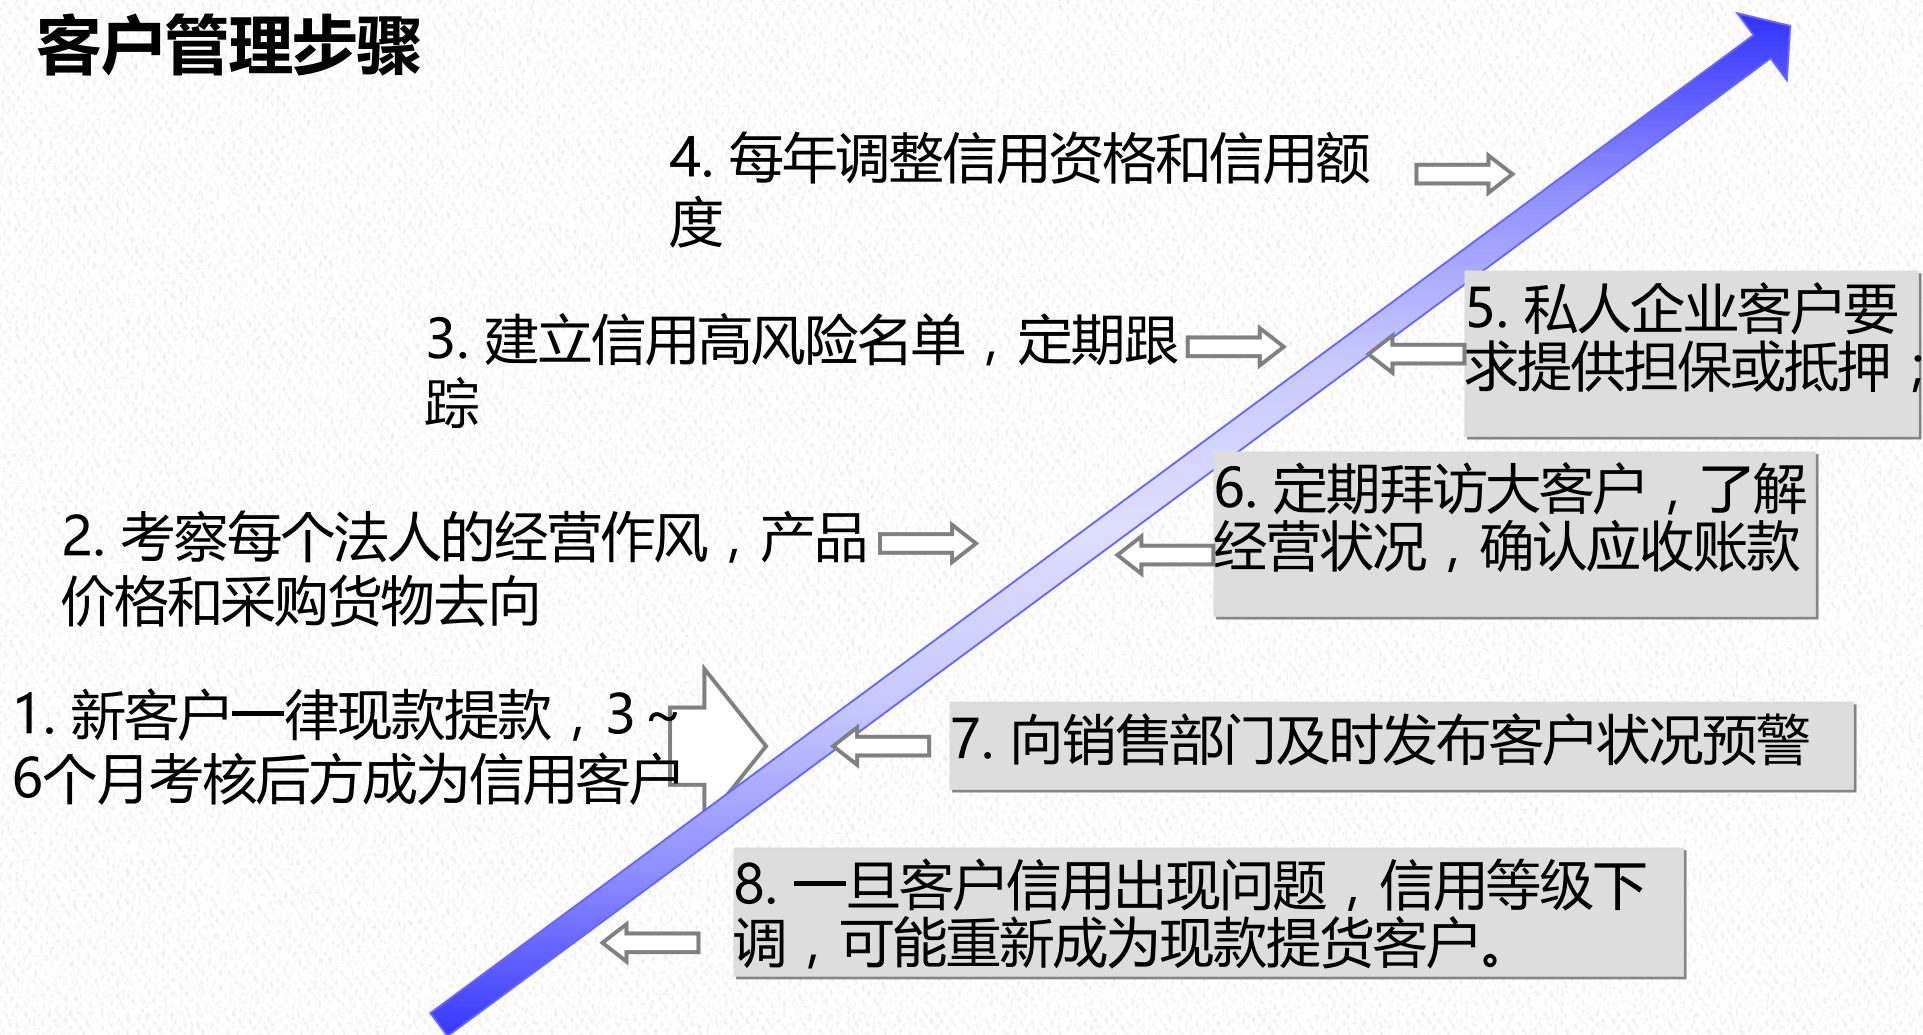 客户管理步骤
4. 每年调整信用资格和信用额
度
3. 建立信用高风险名单，定期跟
踪
2. 考察每个法人的经营作风，产品
价格和采购货物去向
1. 新客户一律现款提款，3~
6个月考核后方成为信用客户
5. 私人企业客户要
求提供担保或抵押；
6. 定期拜访大客户，了解
经营状况，确认应收账款
7. 向销售部门及时发布客户状况预警
8. 一旦客户信用出现问题，信用等级下
调，可能重新成为现款提货客户。